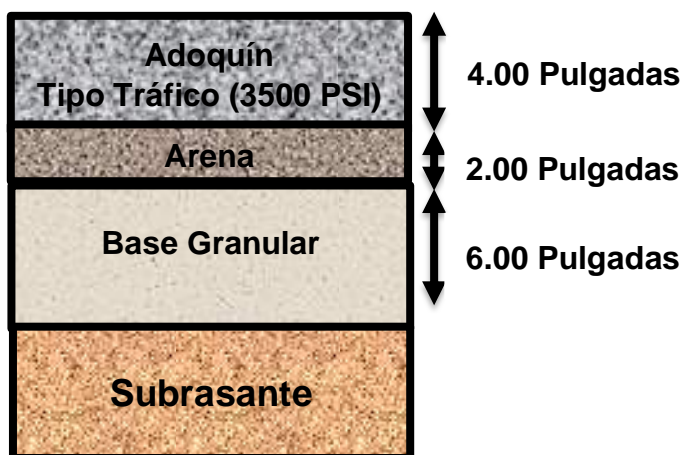 Adoquín
Tipo Tráfico (3500 PSI)
4.00 Pulgadas
Arena
2.00 Pulgadas
Base Granular
6.00 Pulgadas
Subrasante